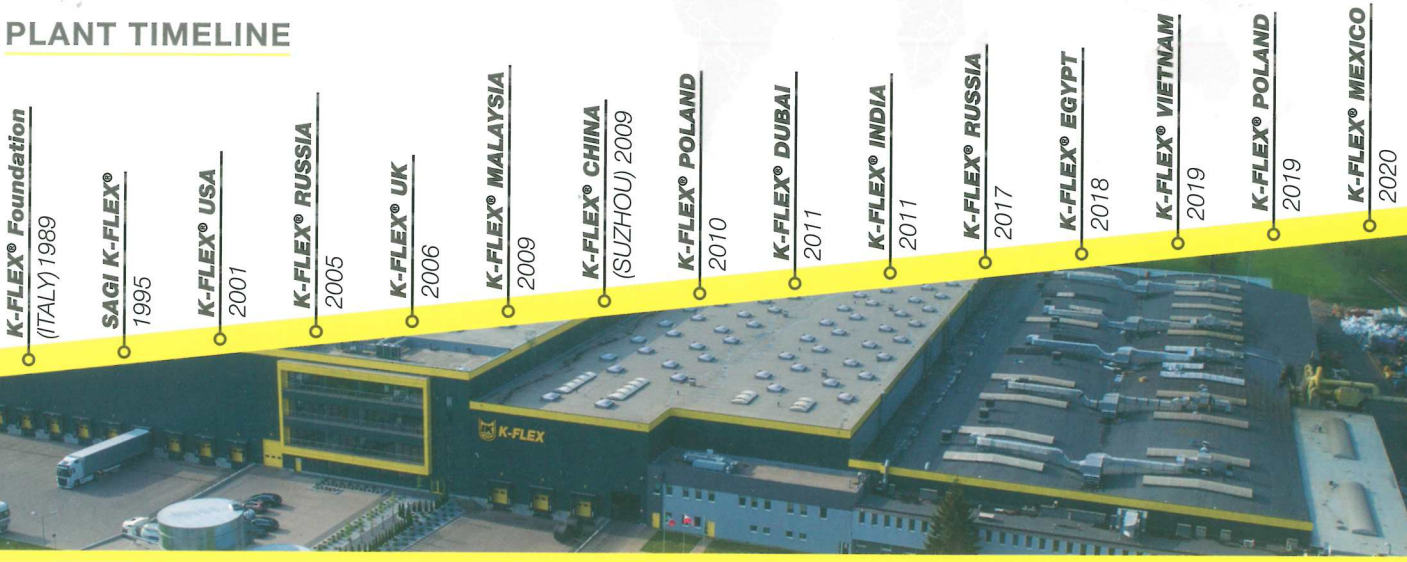 PLANT TIMELINE
K-FLEX® Foundation
(ITALY) 1989
SAGI K-FLEX®
1995
K-FLEX® USA
2001
K-FLEX® RUSSIA
2005
K-FLEX® UK
2006
K-FLEX® MALAYSIA
2009
K-FLEX® CHINA
(SUZHOU) 2009
K-FLEX® POLAND
2010
K-FLEX® DUBAI
2011
K-FLEX® INDIA
2011
K-FLEX® RUSSIA
2017
K-FLEX® EGYPT
2018
K-FLEX® VIETNAM
2019
K-FLEX® POLAND
2019
K-FLEX® MEXICO
2020
K-FLEX